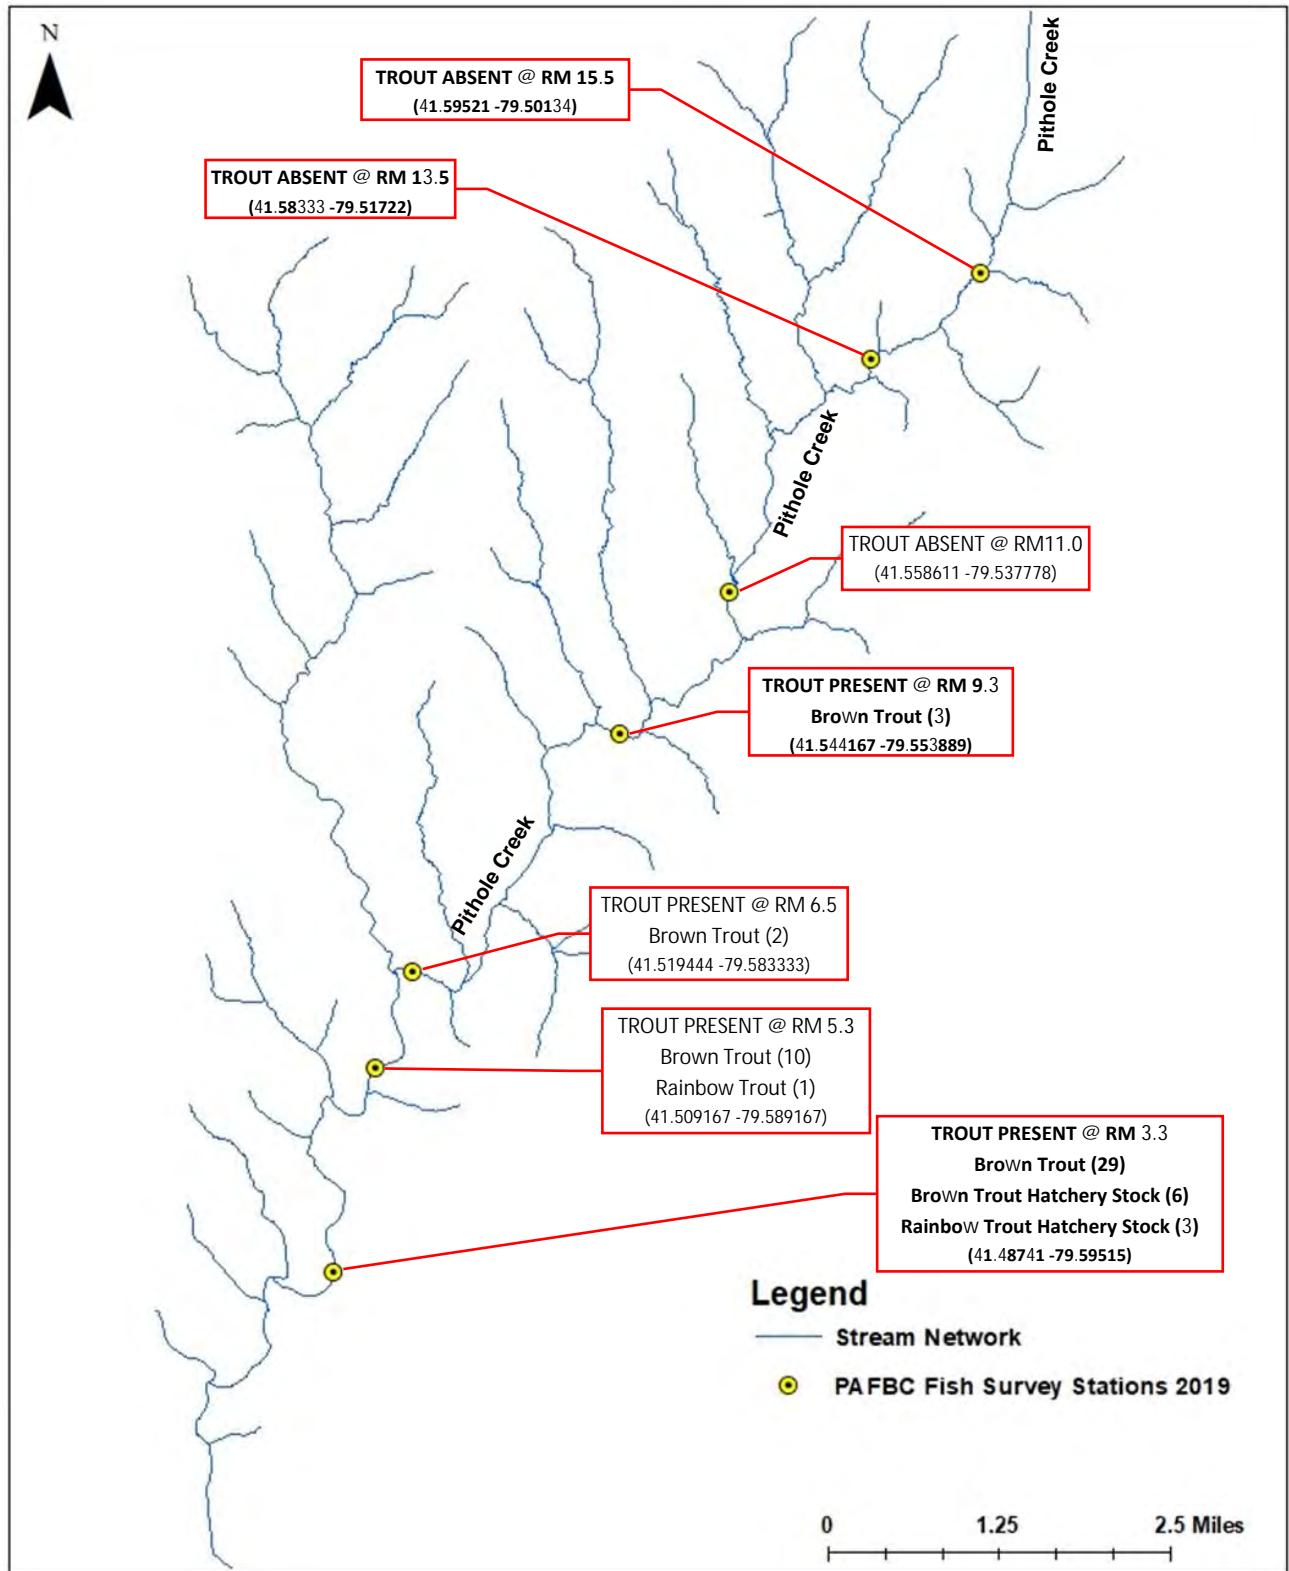 N
Pithole Creek
TROUT ABSENT @ RM 15.5
(41.59521 -79.50134)
TROUT ABSENT @ RM 13.5
(41.58333 -79.51722)
Pithole Creek
TROUT ABSENT @ RM11.0
(41.558611 -79.537778)
TROUT PRESENT @ RM 9.3
Brown Trout (3)
(41.544167 -79.553889)
Pithole Creek
TROUT PRESENT @ RM 6.5
Brown Trout (2)
(41.519444 -79.583333)
TROUT PRESENT @ RM 5.3
Brown Trout (10)
Rainbow Trout (1)
(41.509167 -79.589167)
TROUT PRESENT @ RM 3.3
Brown Trout (29)
Brown Trout Hatchery Stock (6)
Rainbow Trout Hatchery Stock (3)
(41.48741 -79.59515)
Legend
Stream Network
PAFBC Fish Survey Stations 2019
0 1.25 2.5 Miles